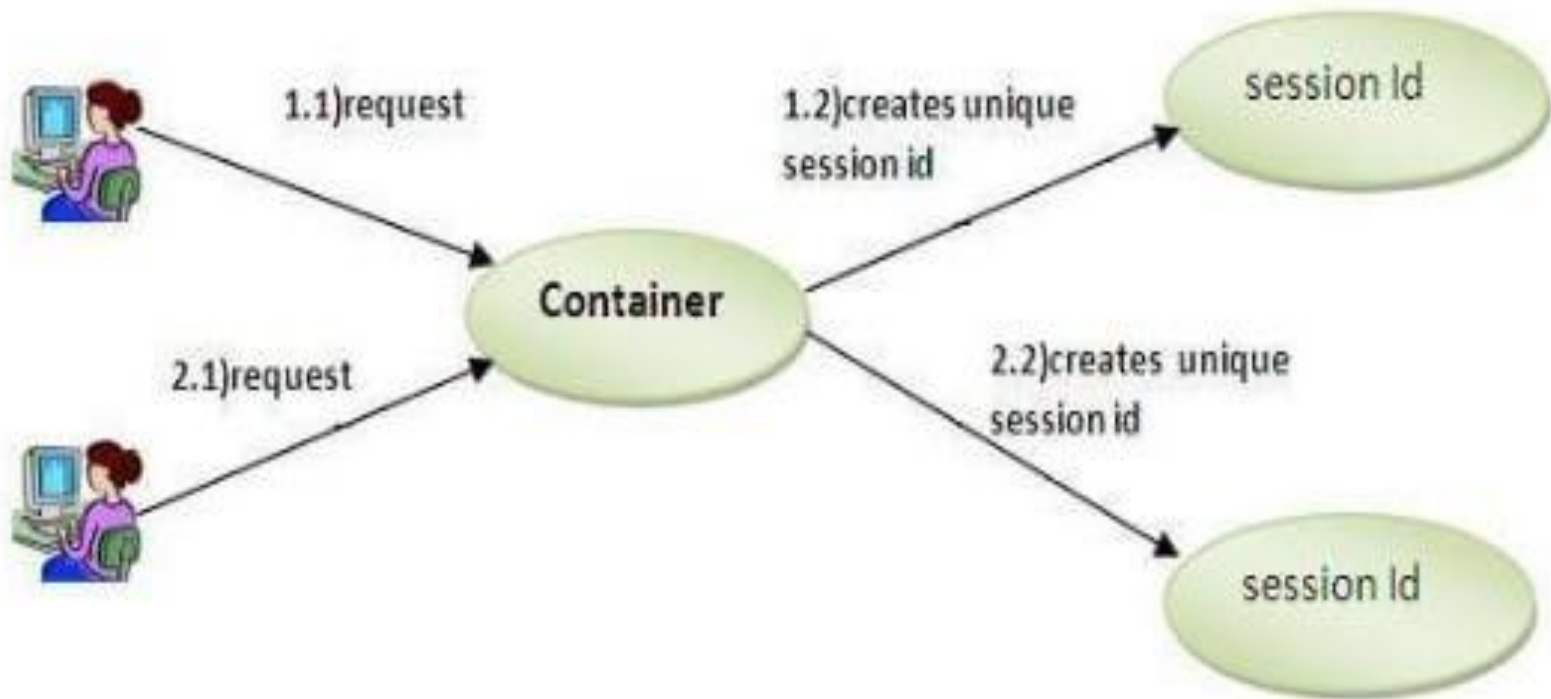 1.1)request
1.2)creates unique
session id
session Id
Container
2.1)request
2.2)creates unique
session id
session Id